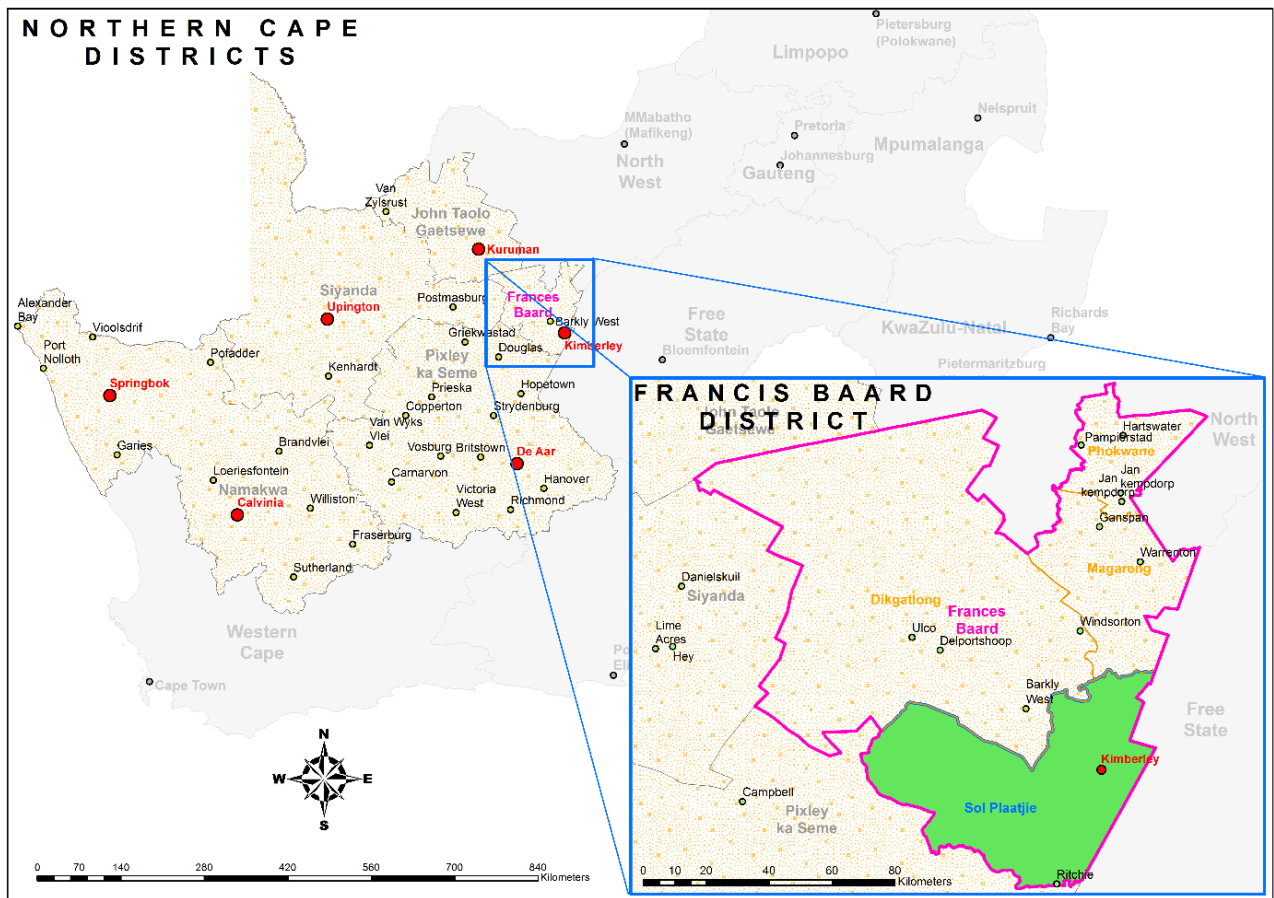 NORTHERN CAPE
DISTRICTS
Pietersburg
(Polokwane)
Limpopo
Nelspruit
MMabatho
(Mafikeng)
Pretoria
Mpumalanga
Johannesburg
North
West
Gauteng
Van
Zylsrust
John Taolo
Gaetsewe
Kuruman
Siyanda
Upington
Postmasburg
Frances
Baard
Barkly West
Kimberley
Griekwastad
Douglas
Free
State
Bloemfontein
KwaZulu-Natal
Richards
Bay
Pietermaritzburg
Alexander
Bay
Vioolsdrif
Port
Nolloth
Pofadder
Pixley
ka Seme
Springbok
Kenhardt
Prieska
Hopetown
Copperton
Strydenburg
Van Wyks
Vlei
Garies
Brandvlei
Vosburg
Britstown
De Aar
Loeriesfontein
Namakwa
Calvinia
Carnarvon
Hanover
Williston
Victoria
West
Richmond
Fraserburg
Sutherland
Western
Cape
Cape Town
Po
Eli
N
W
E
S
0
70
140
280
420
560
700
840
Kilometers
FRANCIS BAARD
DISTRICT
John Taolo
Gaetsewe
North
West
Hartswater
Pampierstad
Phokwane
Jan
kempdorp
Jan
kempdorp
Ganspan
Warrenton
Magareng
Danielskuil
Siyanda
Dikgatlong
Frances
Baard
Windsorton
Ulco
Delportshoop
Lime
Acres
Hey
Barkly
West
Free
State
Kimberley
Campbell
Sol Plaatjie
Pixley
ka Seme
Ritchie
0
10
20
40
60
80
Kilometers